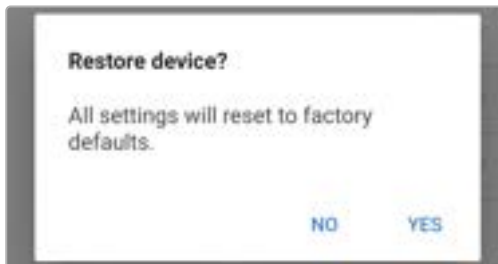 Restore device?
All settings will reset to factory
defaults.
NO YES